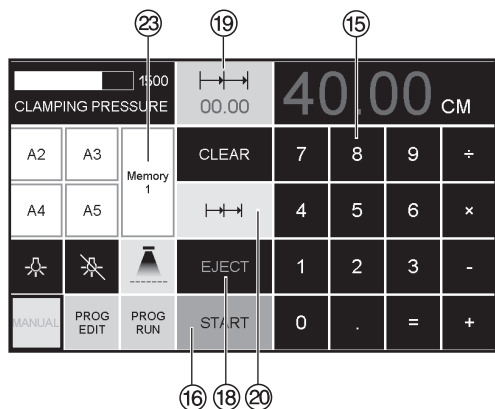 23 19 15
1500 00.00 40.00 CM
CLAMPING PRESSURE
A2 A3 Memory 1 CLEAR 7 8 9 ÷
A4 A5 4 5 6 ×
EJECT 1 2 3 -
MANUAL PROG EDIT PROG RUN START 0 . = +
16 18 20